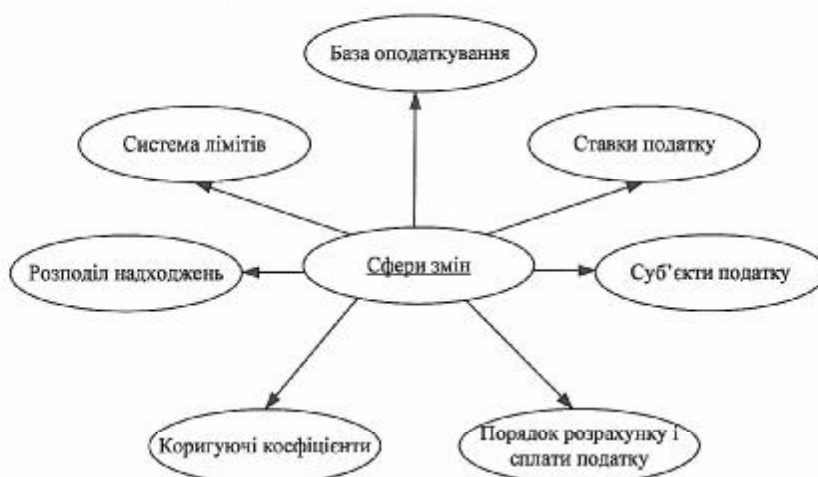 База оподаткування
Система лімітів
Ставки податку
Сфери змін
Розподіл надходжень
Суб’єкти податку
Коригуючі коефіцієнти
Порядок розрахунку і
сплати податку